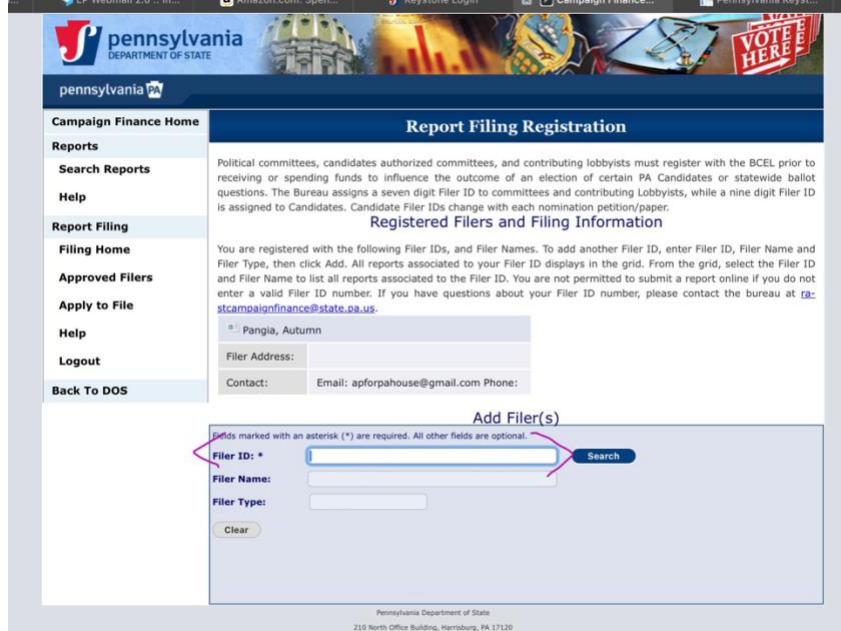 Amazon.com: Spen...
Keystone Login
Campaign Finance...
Pennsylvania Keyst...
pennsylvania
DEPARTMENT OF STATE
VOTE
HERE
pennsylvania PA
Campaign Finance Home
Reports
Search Reports
Help
Report Filing
Filing Home
Approved Filers
Apply to File
Help
Logout
Back To DOS
Report Filing Registration
Political committees, candidates authorized committees, and contributing lobbyists must register with the BCEL prior to
receiving or spending funds to influence the outcome of an election of certain PA Candidates or statewide ballot
questions. The Bureau assigns a seven digit Filer ID to committees and contributing Lobbyists, while a nine digit Filer ID
is assigned to Candidates. Candidate Filer IDs change with each nomination petition/paper.
Registered Filers and Filing Information
You are registered with the following Filer IDs, and Filer Names. To add another Filer ID, enter Filer ID, Filer Name and
Filer Type, then click Add. All reports associated to your Filer ID displays in the grid. From the grid, select the Filer ID
and Filer Name to list all reports associated to the Filer ID. You are not permitted to submit a report online if you do not
enter a valid Filer ID number. If you have questions about your Filer ID number, please contact the bureau at ra-
stcampaignfinance@state.pa.us.
Pangia, Autumn
Filer Address:
Contact: Email: apforpahouse@gmail.com Phone:
Add Filer(s)
Fields marked with an asterisk (*) are required. All other fields are optional.
Filer ID: * Search
Filer Name:
Filer Type:
Clear
Pennsylvania Department of State
210 North Office Building, Harrisburg, PA 17120